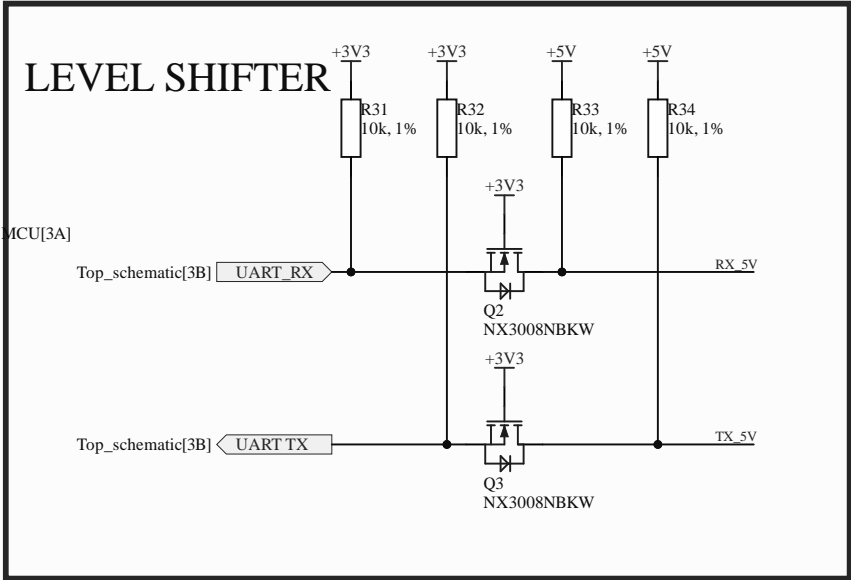 +3V3 +3V3 +5V +5V
LEVEL SHIFTER
R31 R32 R33 R34
10k, 1% 10k, 1% 10k, 1% 10k, 1%
+3V3
MCU[3A]
Top_schematic[3B] UART_RX RX_5V
Q2
NX3008NBKW
+3V3
Top_schematic[3B] UART TX TX_5V
Q3
NX3008NBKW